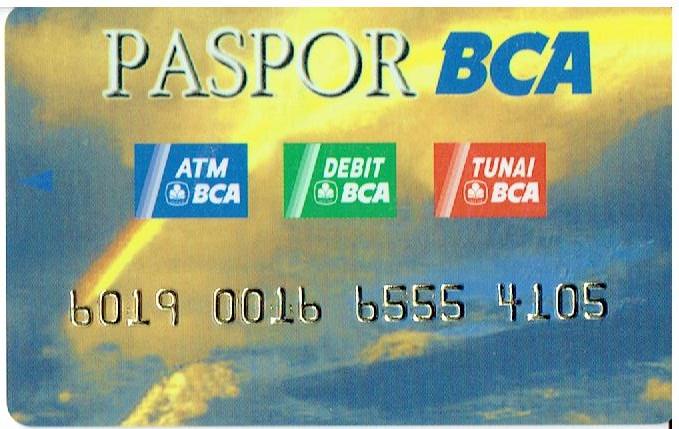 PASPOR BCA
ATM BCA
DEBIT BCA
TUNAI BCA
6019 0016 6555 4105